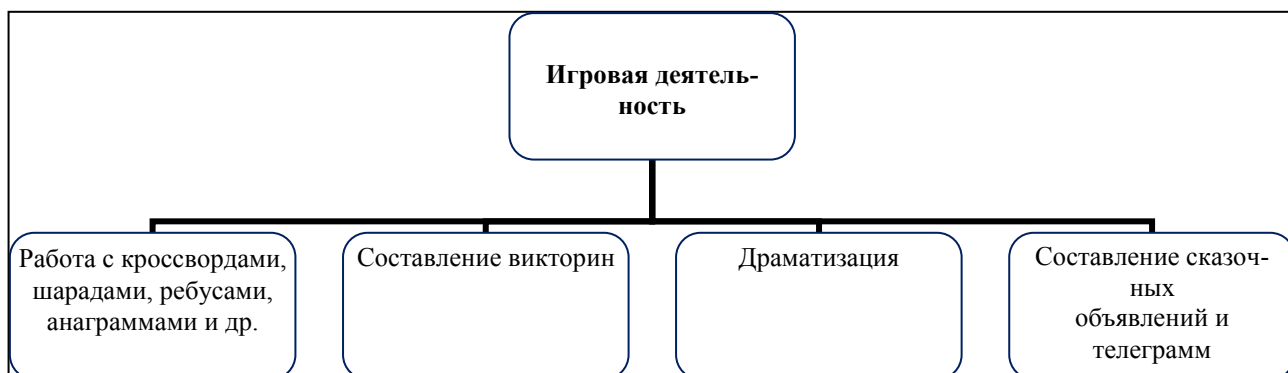 Игровая деятель-
ность
Работа с кроссвордами,
шарадами, ребусами,
анаграммами и др.
Составление викторин
Драматизация
Составление сказоч-
ных
объявлений и
телеграмм